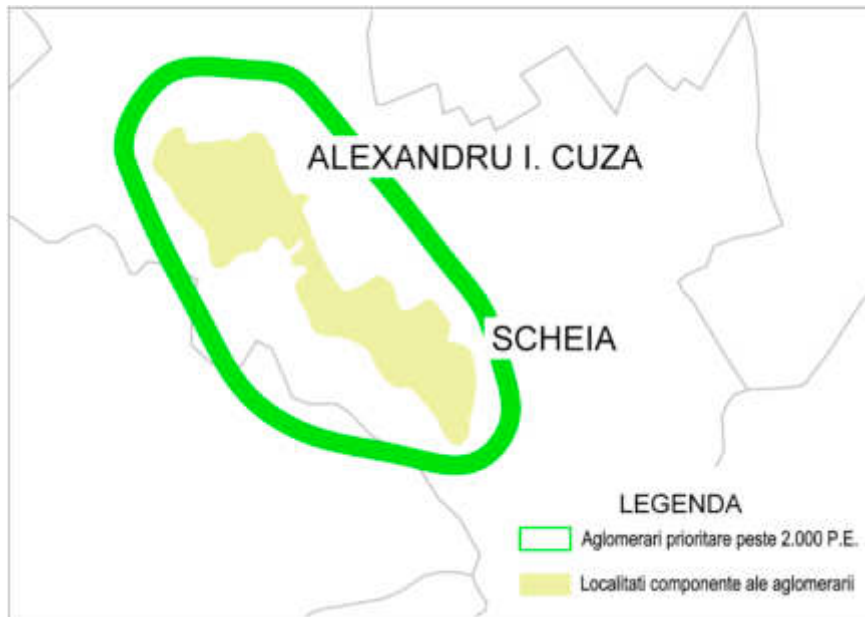 ALEXANDRU I. CUZA
SCHEIA
LEGENDA
Aglomerari prioritare peste 2.000 P.E.
Localitati componente ale aglomerarii